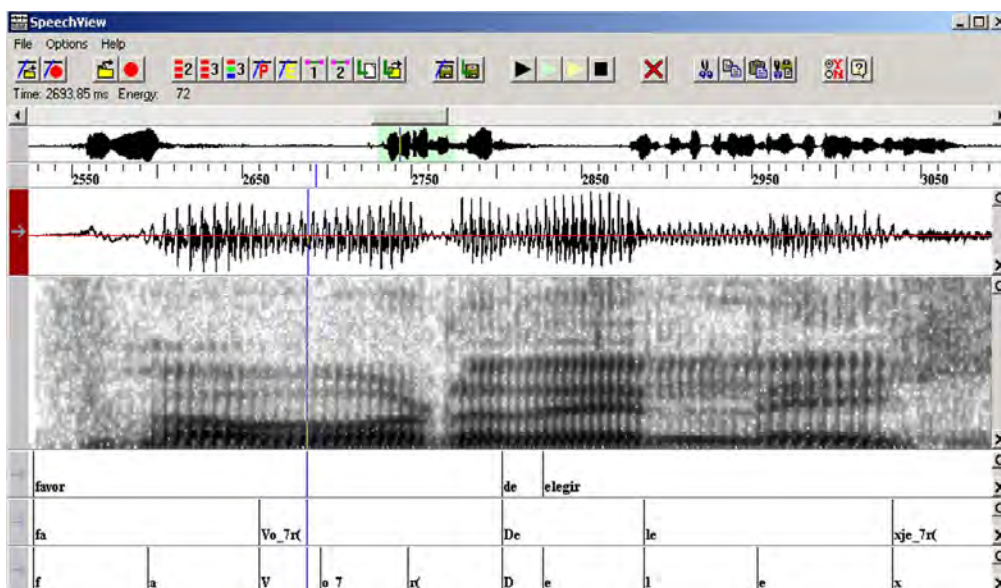 SpeechView
File Options Help
Time: 2693.85 ms Energy: 72
2550 2650 2750 2850 2950 3050
favor de elegir
fa Vo_7r( De le xje_7r(
f a V o_7 r( D e l e x